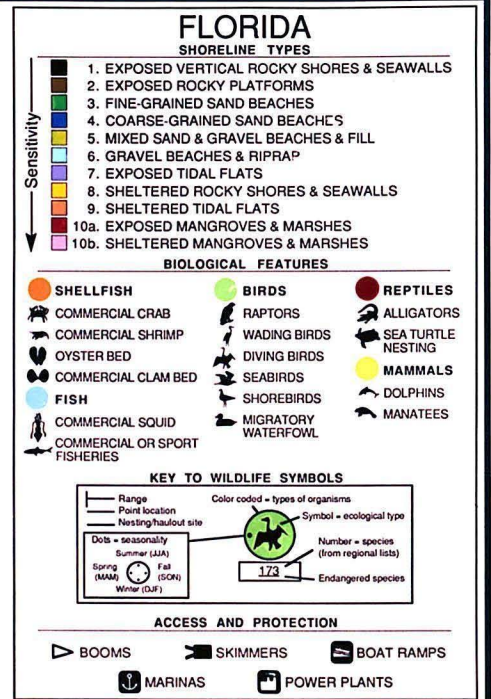 FLORIDA
SHORELINE TYPES
Sensitivity
1. EXPOSED VERTICAL ROCKY SHORES & SEAWALLS
2. EXPOSED ROCKY PLATFORMS
3. FINE-GRAINED SAND BEACHES
4. COARSE-GRAINED SAND BEACHES
5. MIXED SAND & GRAVEL BEACHES & FILL
6. GRAVEL BEACHES & RIPRAP
7. EXPOSED TIDAL FLATS
8. SHELTERED ROCKY SHORES & SEAWALLS
9. SHELTERED TIDAL FLATS
10a. EXPOSED MANGROVES & MARSHES
10b. SHELTERED MANGROVES & MARSHES
BIOLOGICAL FEATURES
SHELLFISH
COMMERCIAL CRAB
COMMERCIAL SHRIMP
OYSTER BED
COMMERCIAL CLAM BED
FISH
COMMERCIAL SQUID
COMMERCIAL OR SPORT
FISHERIES
BIRDS
RAPTORS
WADING BIRDS
DIVING BIRDS
SEABIRDS
SHOREBIRDS
MIGRATORY
WATERFOWL
REPTILES
ALLIGATORS
SEA TURTLE
NESTING
MAMMALS
DOLPHINS
MANATEES
KEY TO WILDLIFE SYMBOLS
Range
Point location
Nesting/haulout site
Dots = seasonality
Summer (JJA)
Spring
(MAM)
Fall
(SON)
Winter (DJF)
Color coded = types of organisms
Symbol = ecological type
Number = species
(from regional lists)
173
Endangered species
ACCESS AND PROTECTION
BOOMS
SKIMMERS
BOAT RAMPS
MARINAS
POWER PLANTS